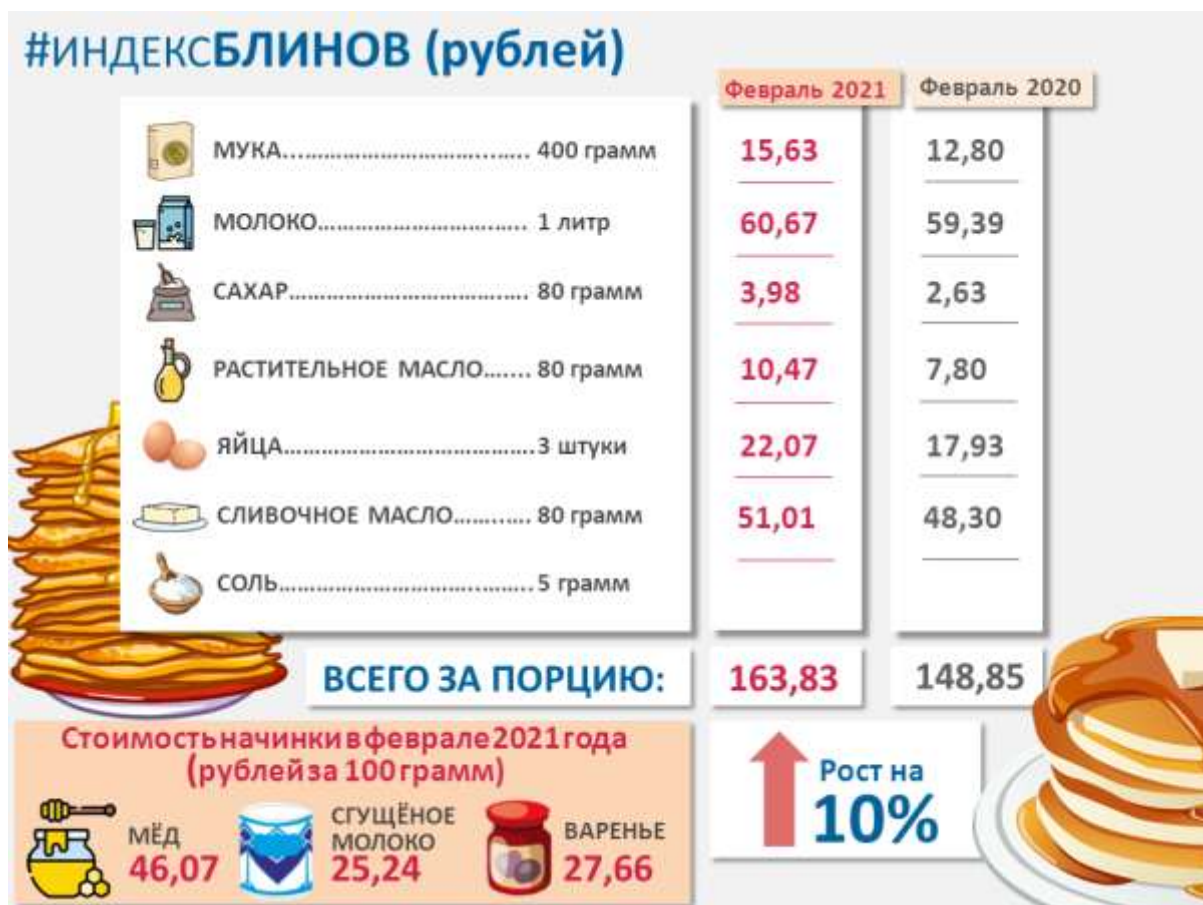 #ИНДЕКСБЛИНОВ (рублей)
Февраль 2021 Февраль 2020
МУКА................................... 400 грамм 15,63 12,80
МОЛОКО.............................. 1 литр 60,67 59,39
САХАР.................................. 80 грамм 3,98 2,63
РАСТИТЕЛЬНОЕ МАСЛО....... 80 грамм 10,47 7,80
ЯЙЦА....................................3 штуки 22,07 17,93
СЛИВОЧНОЕ МАСЛО........... 80 грамм 51,01 48,30
СОЛЬ.....................................5 грамм
ВСЕГО ЗА ПОРЦИЮ: 163,83 148,85
Стоимость начинки в феврале 2021 года
(рублей за 100 грамм)
МЁД
46,07
СГУЩЁНОЕ
МОЛОКО
25,24
ВАРЕНЬЕ
27,66
Рост на
10%